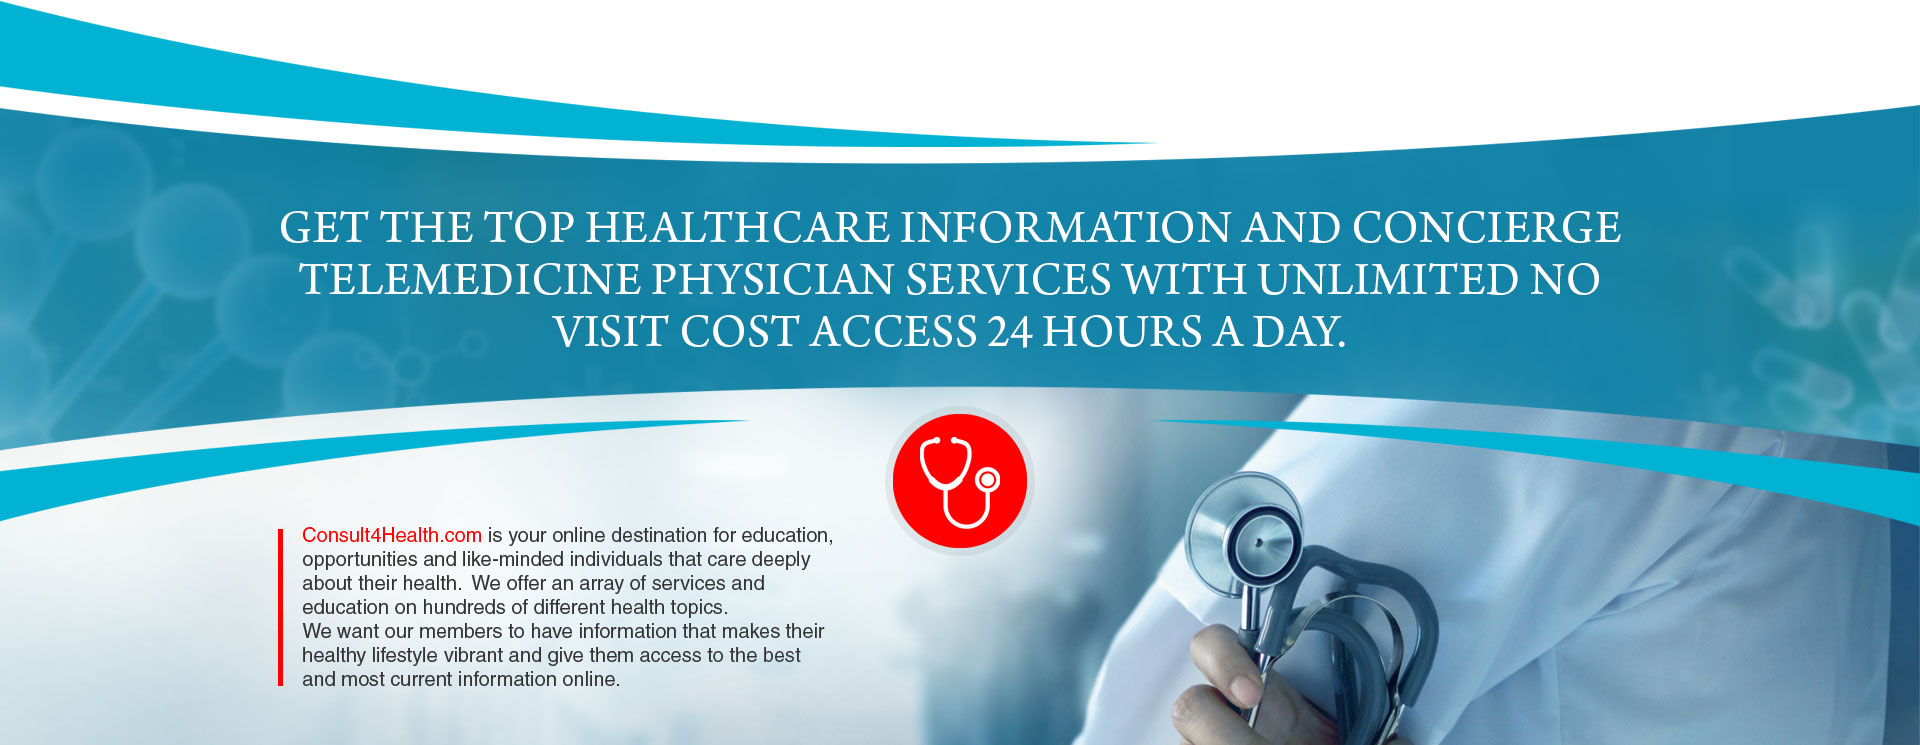 GET THE TOP HEALTHCARE INFORMATION AND CONCIERGE
TELEMEDICINE PHYSICIAN SERVICES WITH UNLIMITED NO
VISIT COST ACCESS 24 HOURS A DAY.
Consult4Health.com is your online destination for education,
opportunities and like-minded individuals that care deeply
about their health.  We offer an array of services and
education on hundreds of different health topics.
We want our members to have information that makes their
healthy lifestyle vibrant and give them access to the best
and most current information online.